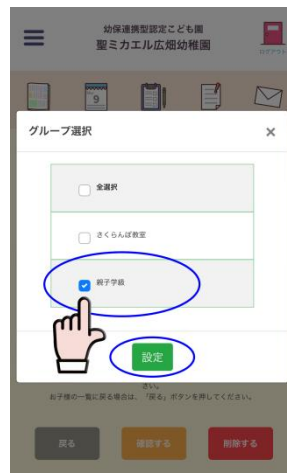 幼保連携型認定こども園
聖ミカエル広畑幼稚園
ログアウト
9
グループ選択
×
全選択
さくらんぼ教室
親子学級
設定
さい。
お子様の一覧に戻る場合は、「戻る」ボタンを押してください。
戻る
確認する
削除する